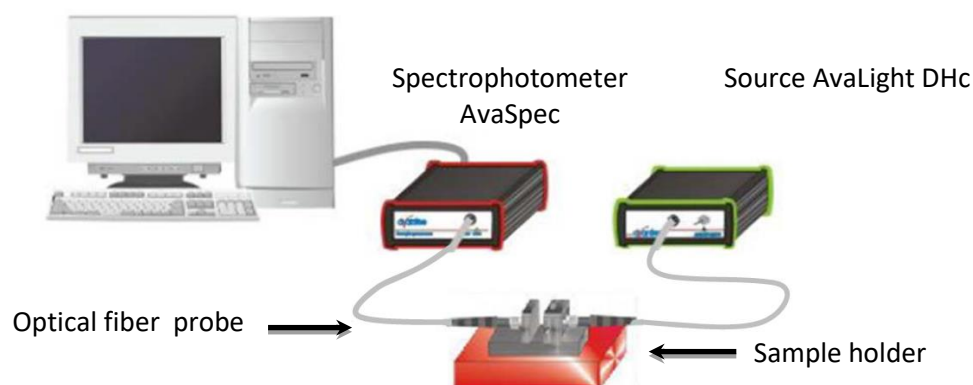 Spectrophotometer
AvaSpec
Source AvaLight DHc
Optical fiber probe
Sample holder